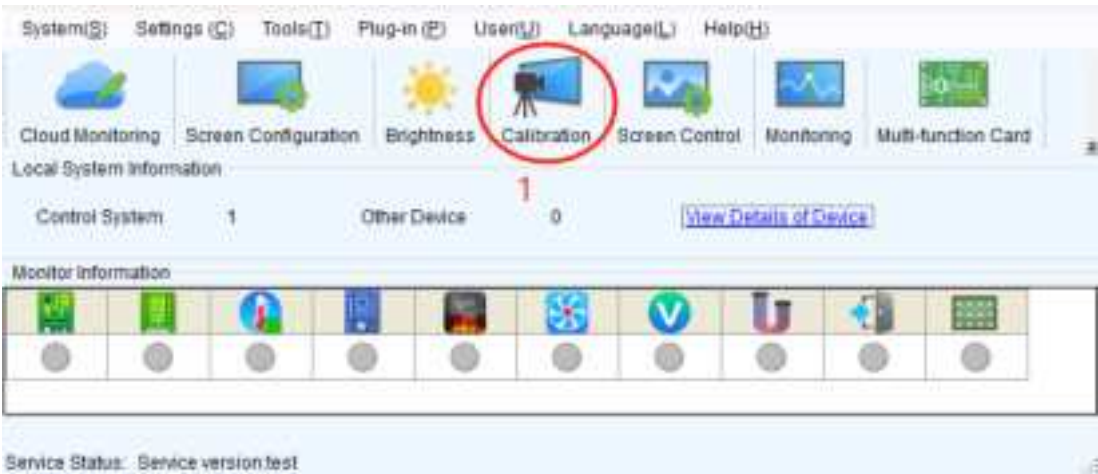 System(S) Settings (C) Tools(T) Plug-in (P) User(U) Language(L) Help(H)
Cloud Monitoring Screen Configuration Brightness Calibration Screen Control Monitoring Multi-function Card
Local System Information
1
Control System 1 Other Device 0 View Details of Device
Monitor Information
V
Service Status: Service version:test